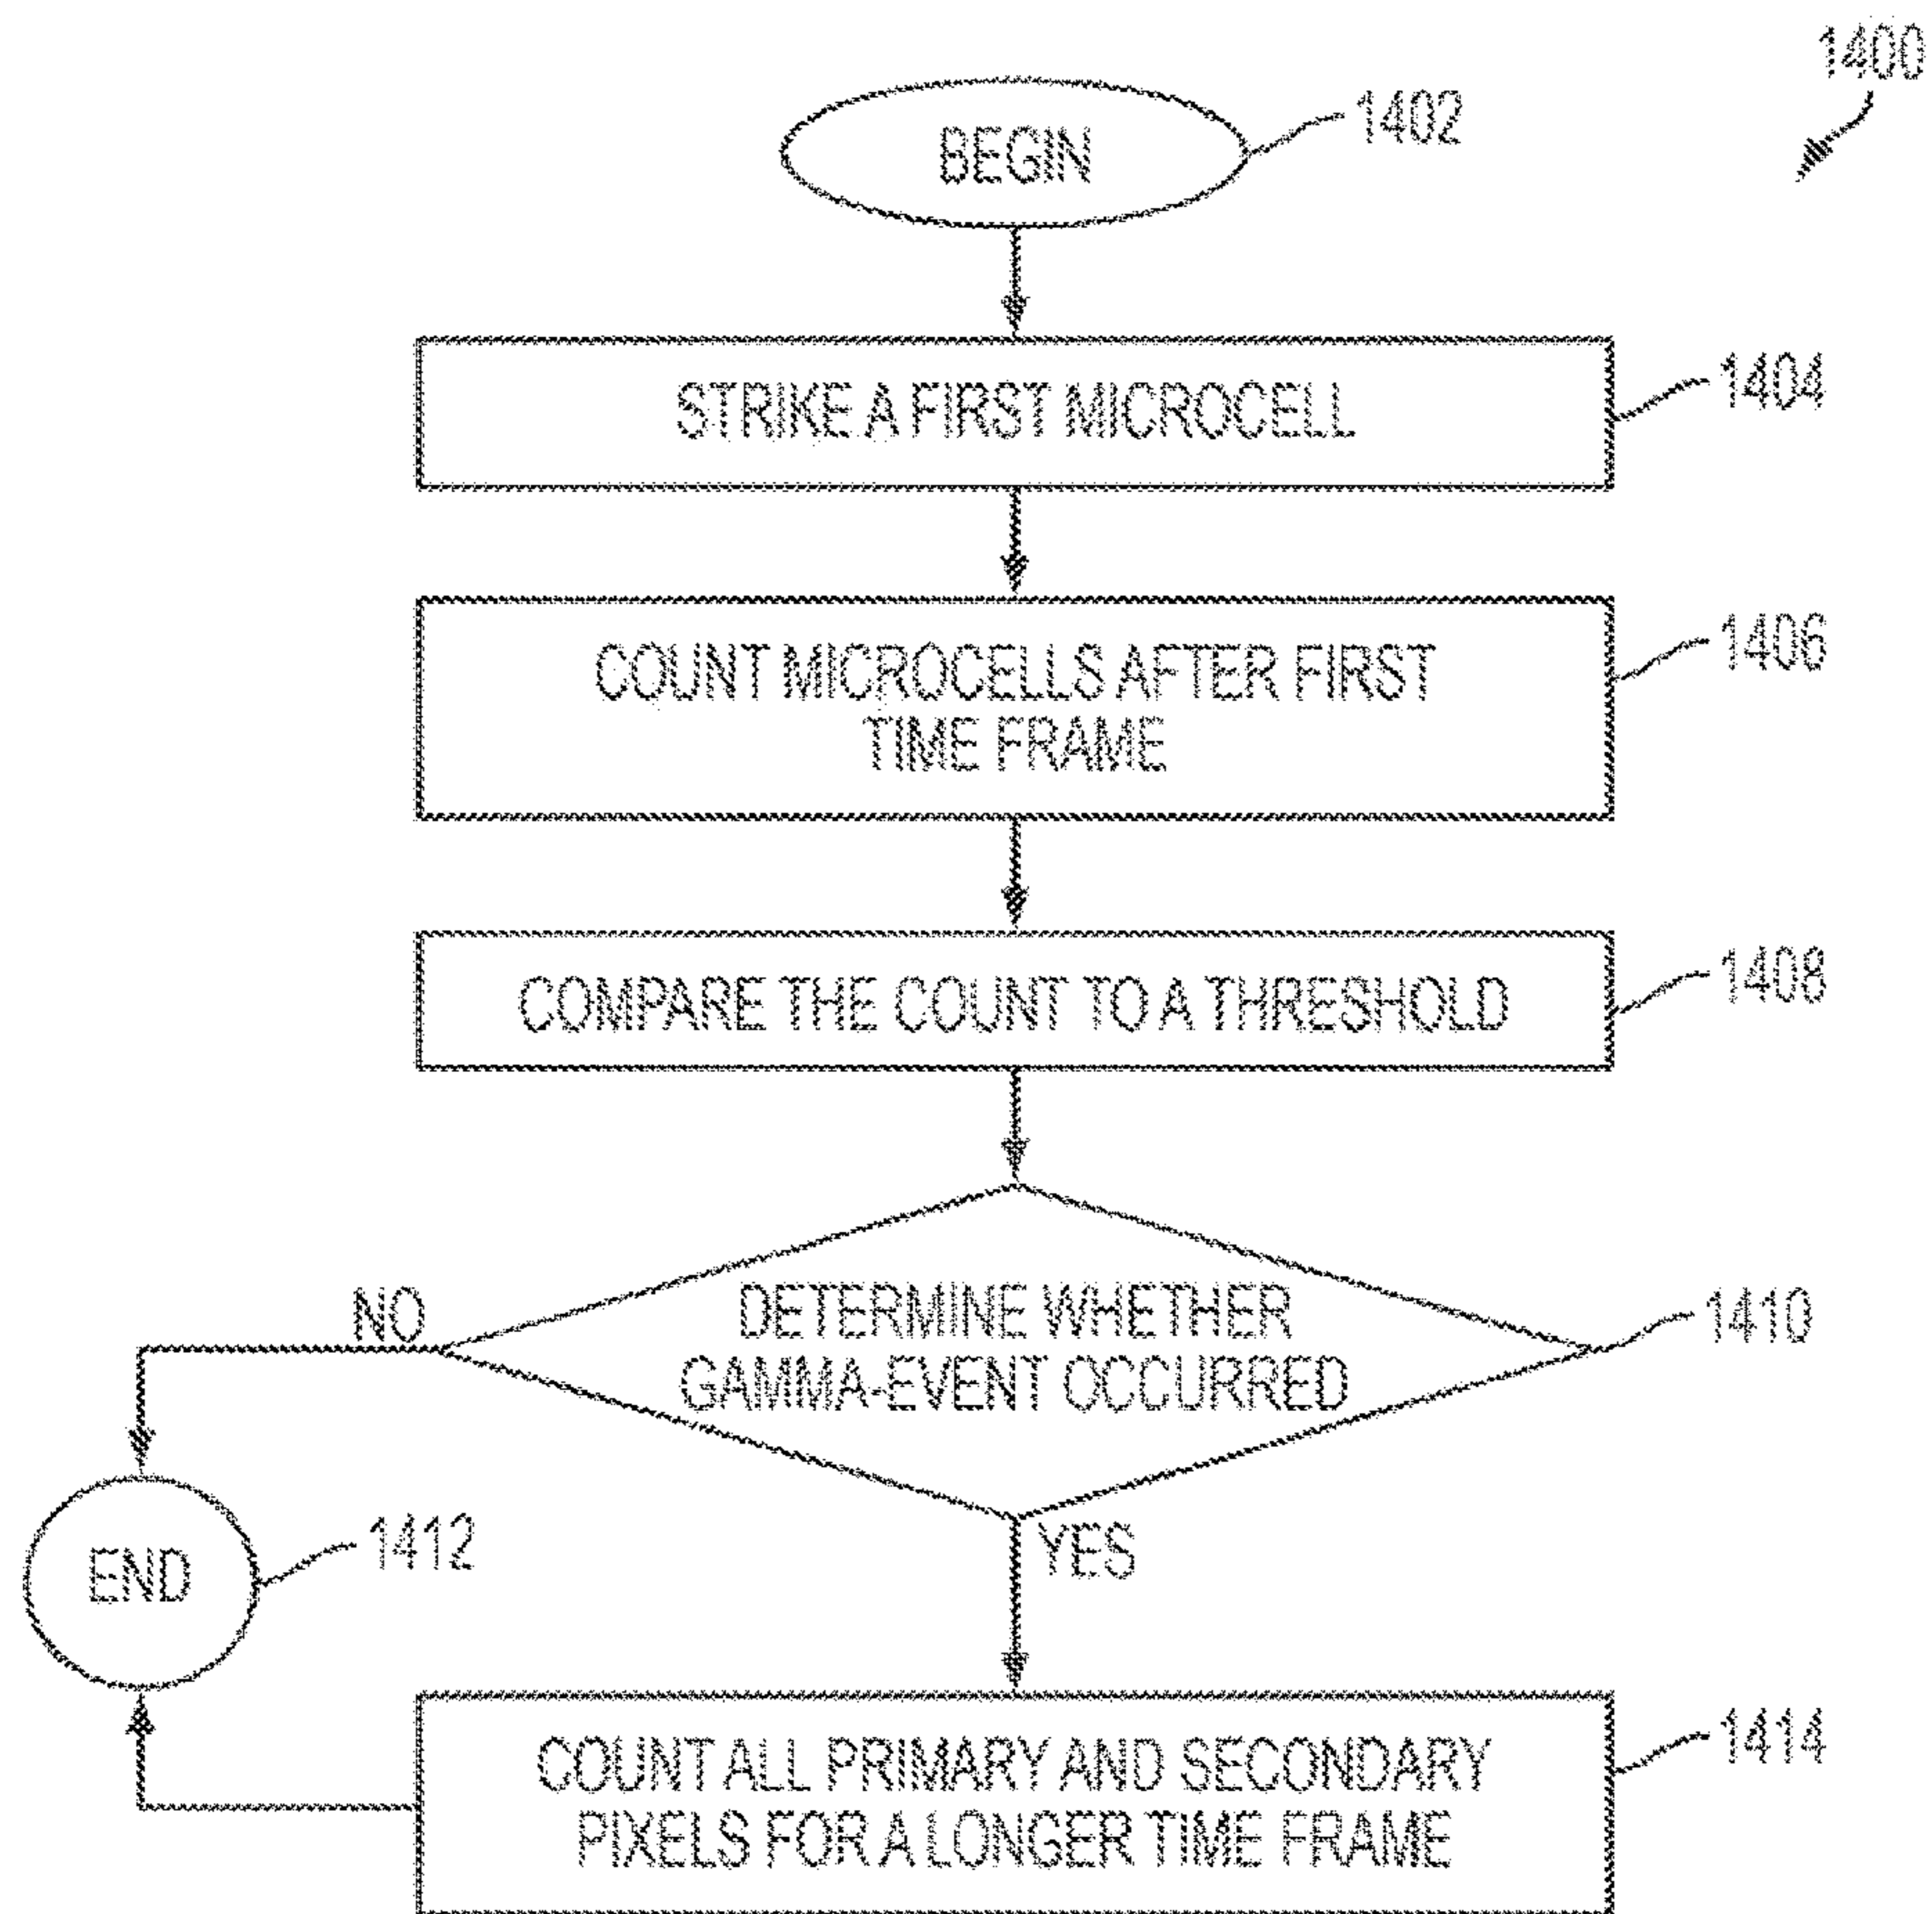 1400
BEGIN
1402
STRIKE A FIRST MICROCELL
1404
COUNT MICROCELLS AFTER FIRST
TIME FRAME
1406
COMPARE THE COUNT TO A THRESHOLD
1408
DETERMINE WHETHER
GAMMA-EVENT OCCURRED
1410
NO
END
1412
YES
COUNT ALL PRIMARY AND SECONDARY
PIXELS FOR A LONGER TIME FRAME
1414